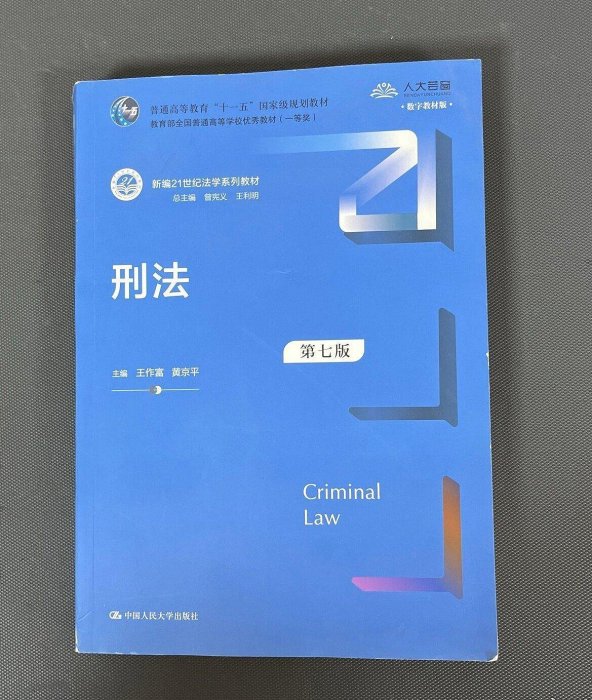 普通高等教育“十一五”国家级规划教材
教育部全国普通高等学校优秀教材（一等奖）
人大芸窗
RENDAYUNCHUANG
· 数字教材版 ·
新编21世纪法学系列教材
总主编 曾宪义 王利明
21
刑法
第七版
主编 王作富 黄京平
Criminal
Law
中国人民大学出版社